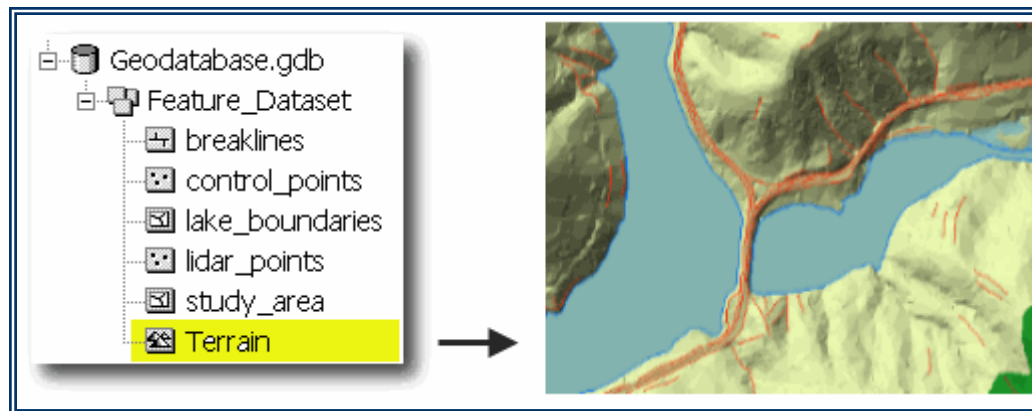 Geodatabase.gdb
Feature_Dataset
breaklines
control_points
lake_boundaries
lidar_points
study_area
Terrain